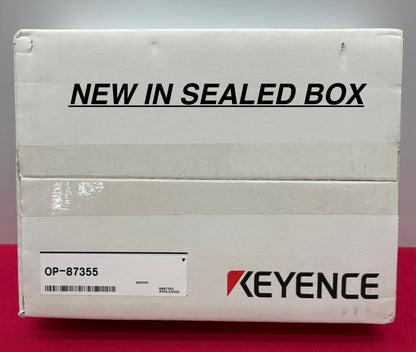 NEW IN SEALED BOX
OP-87355
KEYENCE